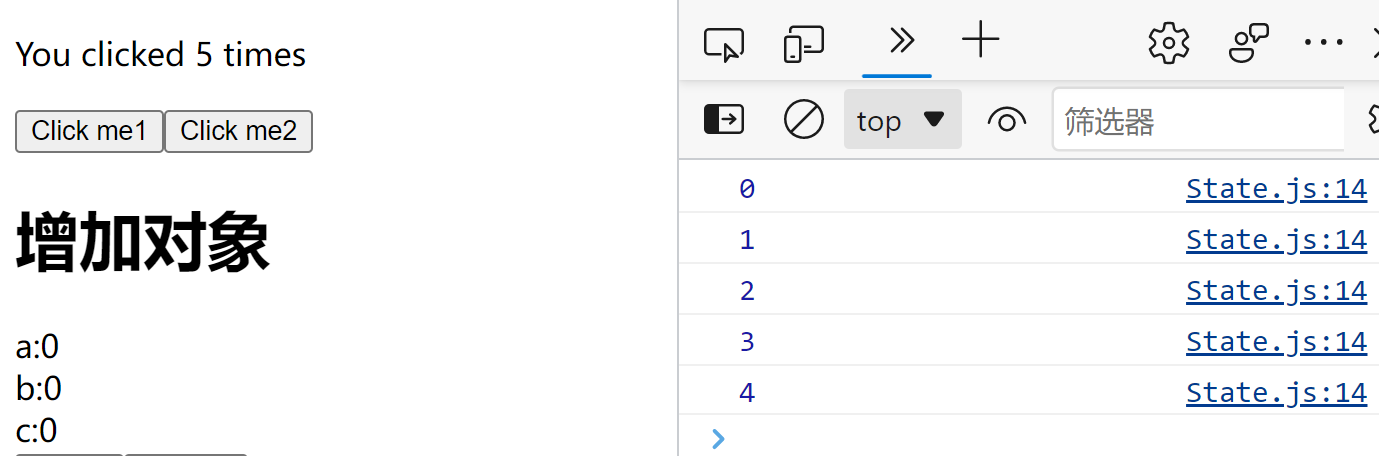 You clicked 5 times
Click me1 Click me2
增加对象
a:0
b:0
c:0
top 筛选器
0 State.js:14
1 State.js:14
2 State.js:14
3 State.js:14
4 State.js:14